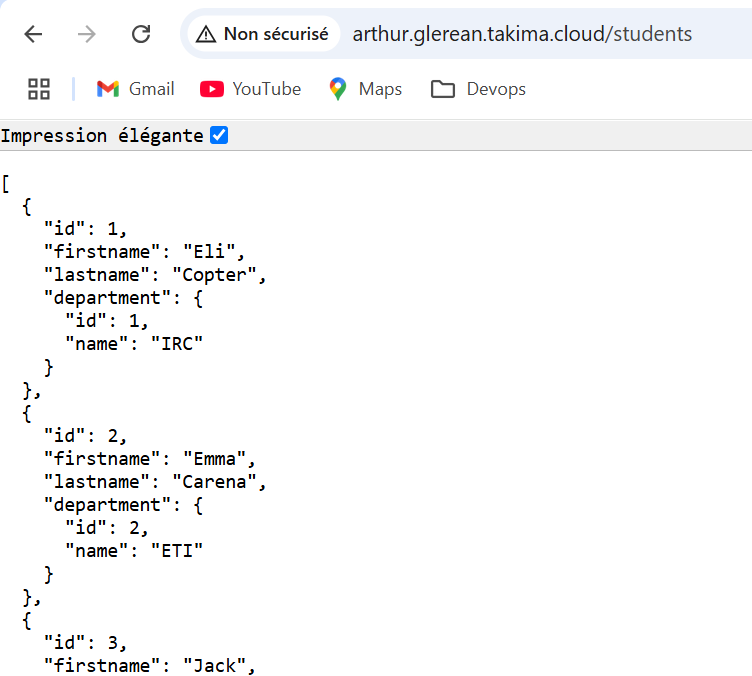 Non sécurisé arthur.glerean.takima.cloud/students
Gmail YouTube Maps Devops
Impression élégante
[
  {
    "id": 1,
    "firstname": "Eli",
    "lastname": "Copter",
    "department": {
      "id": 1,
      "name": "IRC"
    }
  },
  {
    "id": 2,
    "firstname": "Emma",
    "lastname": "Carena",
    "department": {
      "id": 2,
      "name": "ETI"
    }
  },
  {
    "id": 3,
    "firstname": "Jack",